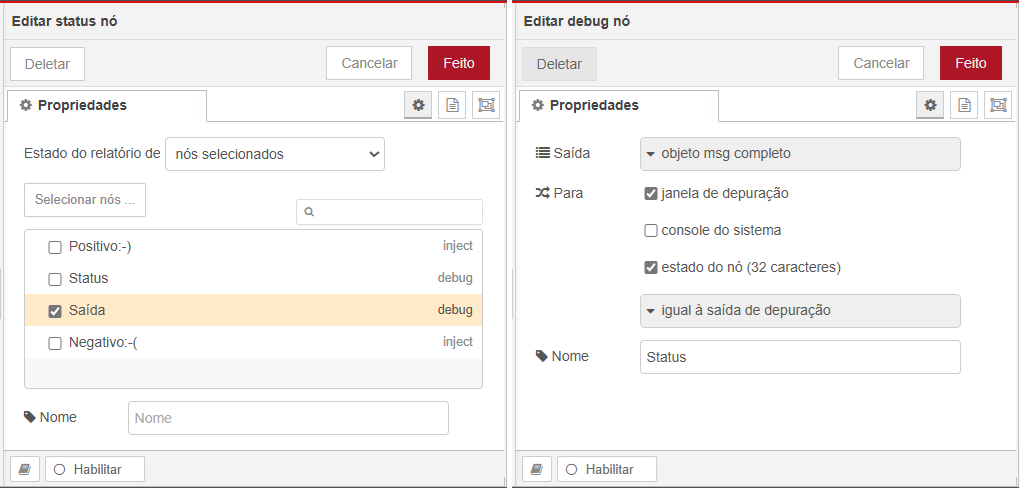 Editar status nó
Deletar
Cancelar
Feito
Propriedades
Estado do relatório de
nós selecionados
Selecionar nós ...
Positivo:-)
inject
Status
debug
Saída
debug
Negativo:-(
inject
Nome
Nome
Habilitar
Editar debug nó
Deletar
Cancelar
Feito
Propriedades
Saída
objeto msg completo
Para
janela de depuração
console do sistema
estado do nó (32 caracteres)
igual à saída de depuração
Nome
Status
Habilitar